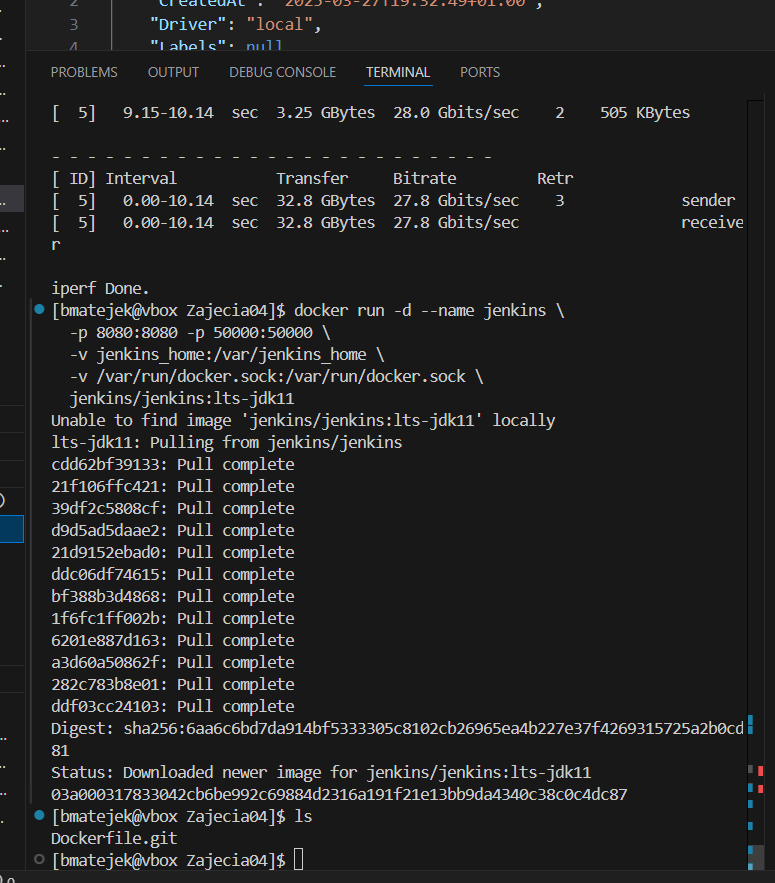 2 "CreatedAt": "2025-03-27T19:32:49+01:00",
3 "Driver": "local",
4 "Labels": null
PROBLEMS OUTPUT DEBUG CONSOLE TERMINAL PORTS
[  5]   9.15-10.14  sec  3.25 GBytes  28.0 Gbits/sec    2    505 KBytes
- - - - - - - - - - - - - - - - - - - - - - - - -
[ ID] Interval           Transfer     Bitrate         Retr
[  5]   0.00-10.14  sec  32.8 GBytes  27.8 Gbits/sec    3             sender
[  5]   0.00-10.14  sec  32.8 GBytes  27.8 Gbits/sec                  receive
r
iperf Done.
[bmatejek@vbox Zajecia04]$ docker run -d --name jenkins \
  -p 8080:8080 -p 50000:50000 \
  -v jenkins_home:/var/jenkins_home \
  -v /var/run/docker.sock:/var/run/docker.sock \
  jenkins/jenkins:lts-jdk11
Unable to find image 'jenkins/jenkins:lts-jdk11' locally
lts-jdk11: Pulling from jenkins/jenkins
cdd62bf39133: Pull complete
21f106ffc421: Pull complete
39df2c5808cf: Pull complete
d9d5ad5daae2: Pull complete
21d9152ebad0: Pull complete
ddc06df74615: Pull complete
bf388b3d4868: Pull complete
1f6fc1ff002b: Pull complete
6201e887d163: Pull complete
a3d60a50862f: Pull complete
282c783b8e01: Pull complete
ddf03cc24103: Pull complete
Digest: sha256:6aa6c6bd7da914bf5333305c8102cb26965ea4b227e37f4269315725a2b0cd
81
Status: Downloaded newer image for jenkins/jenkins:lts-jdk11
03a000317833042cb6be992c69884d2316a191f21e13bb9da4340c38c0c4dc87
[bmatejek@vbox Zajecia04]$ ls
Dockerfile.git
[bmatejek@vbox Zajecia04]$